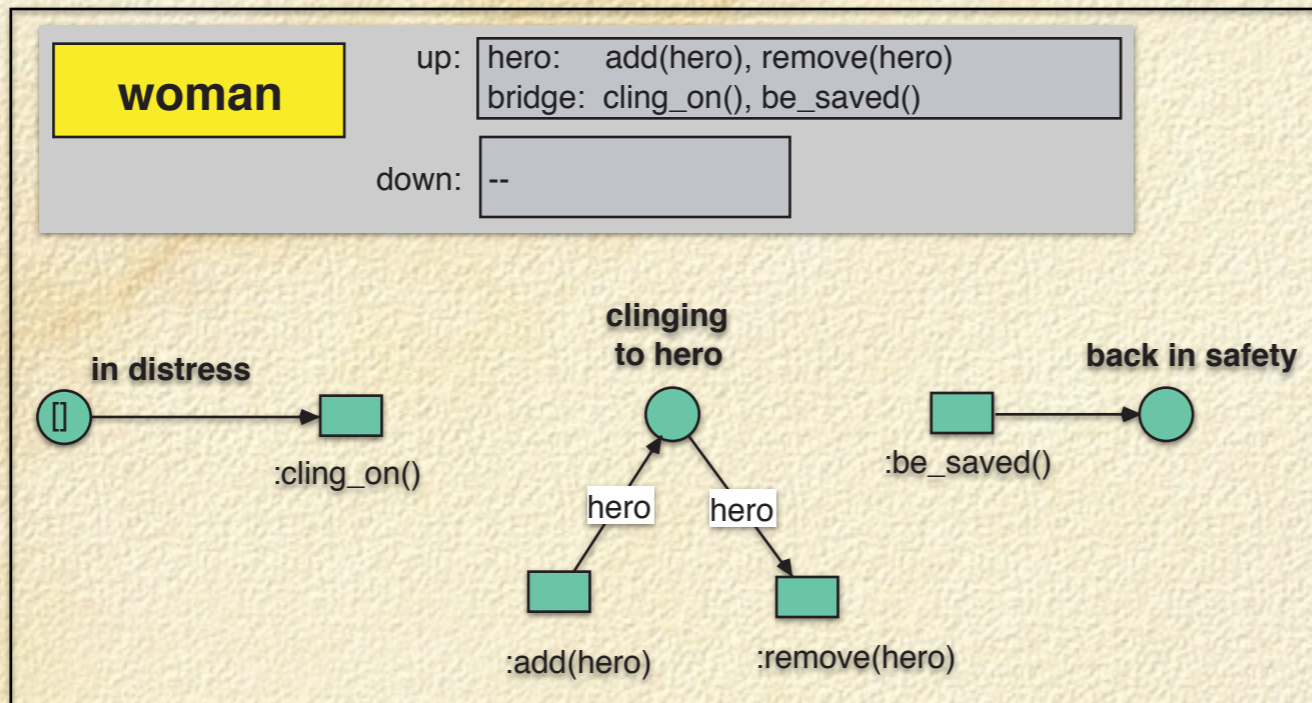 woman
up:
hero: add(hero), remove(hero)
bridge: cling_on(), be_saved()
down:
--
in distress
[]
:cling_on()
clinging
to hero
hero
hero
:add(hero)
:remove(hero)
back in safety
:be_saved()